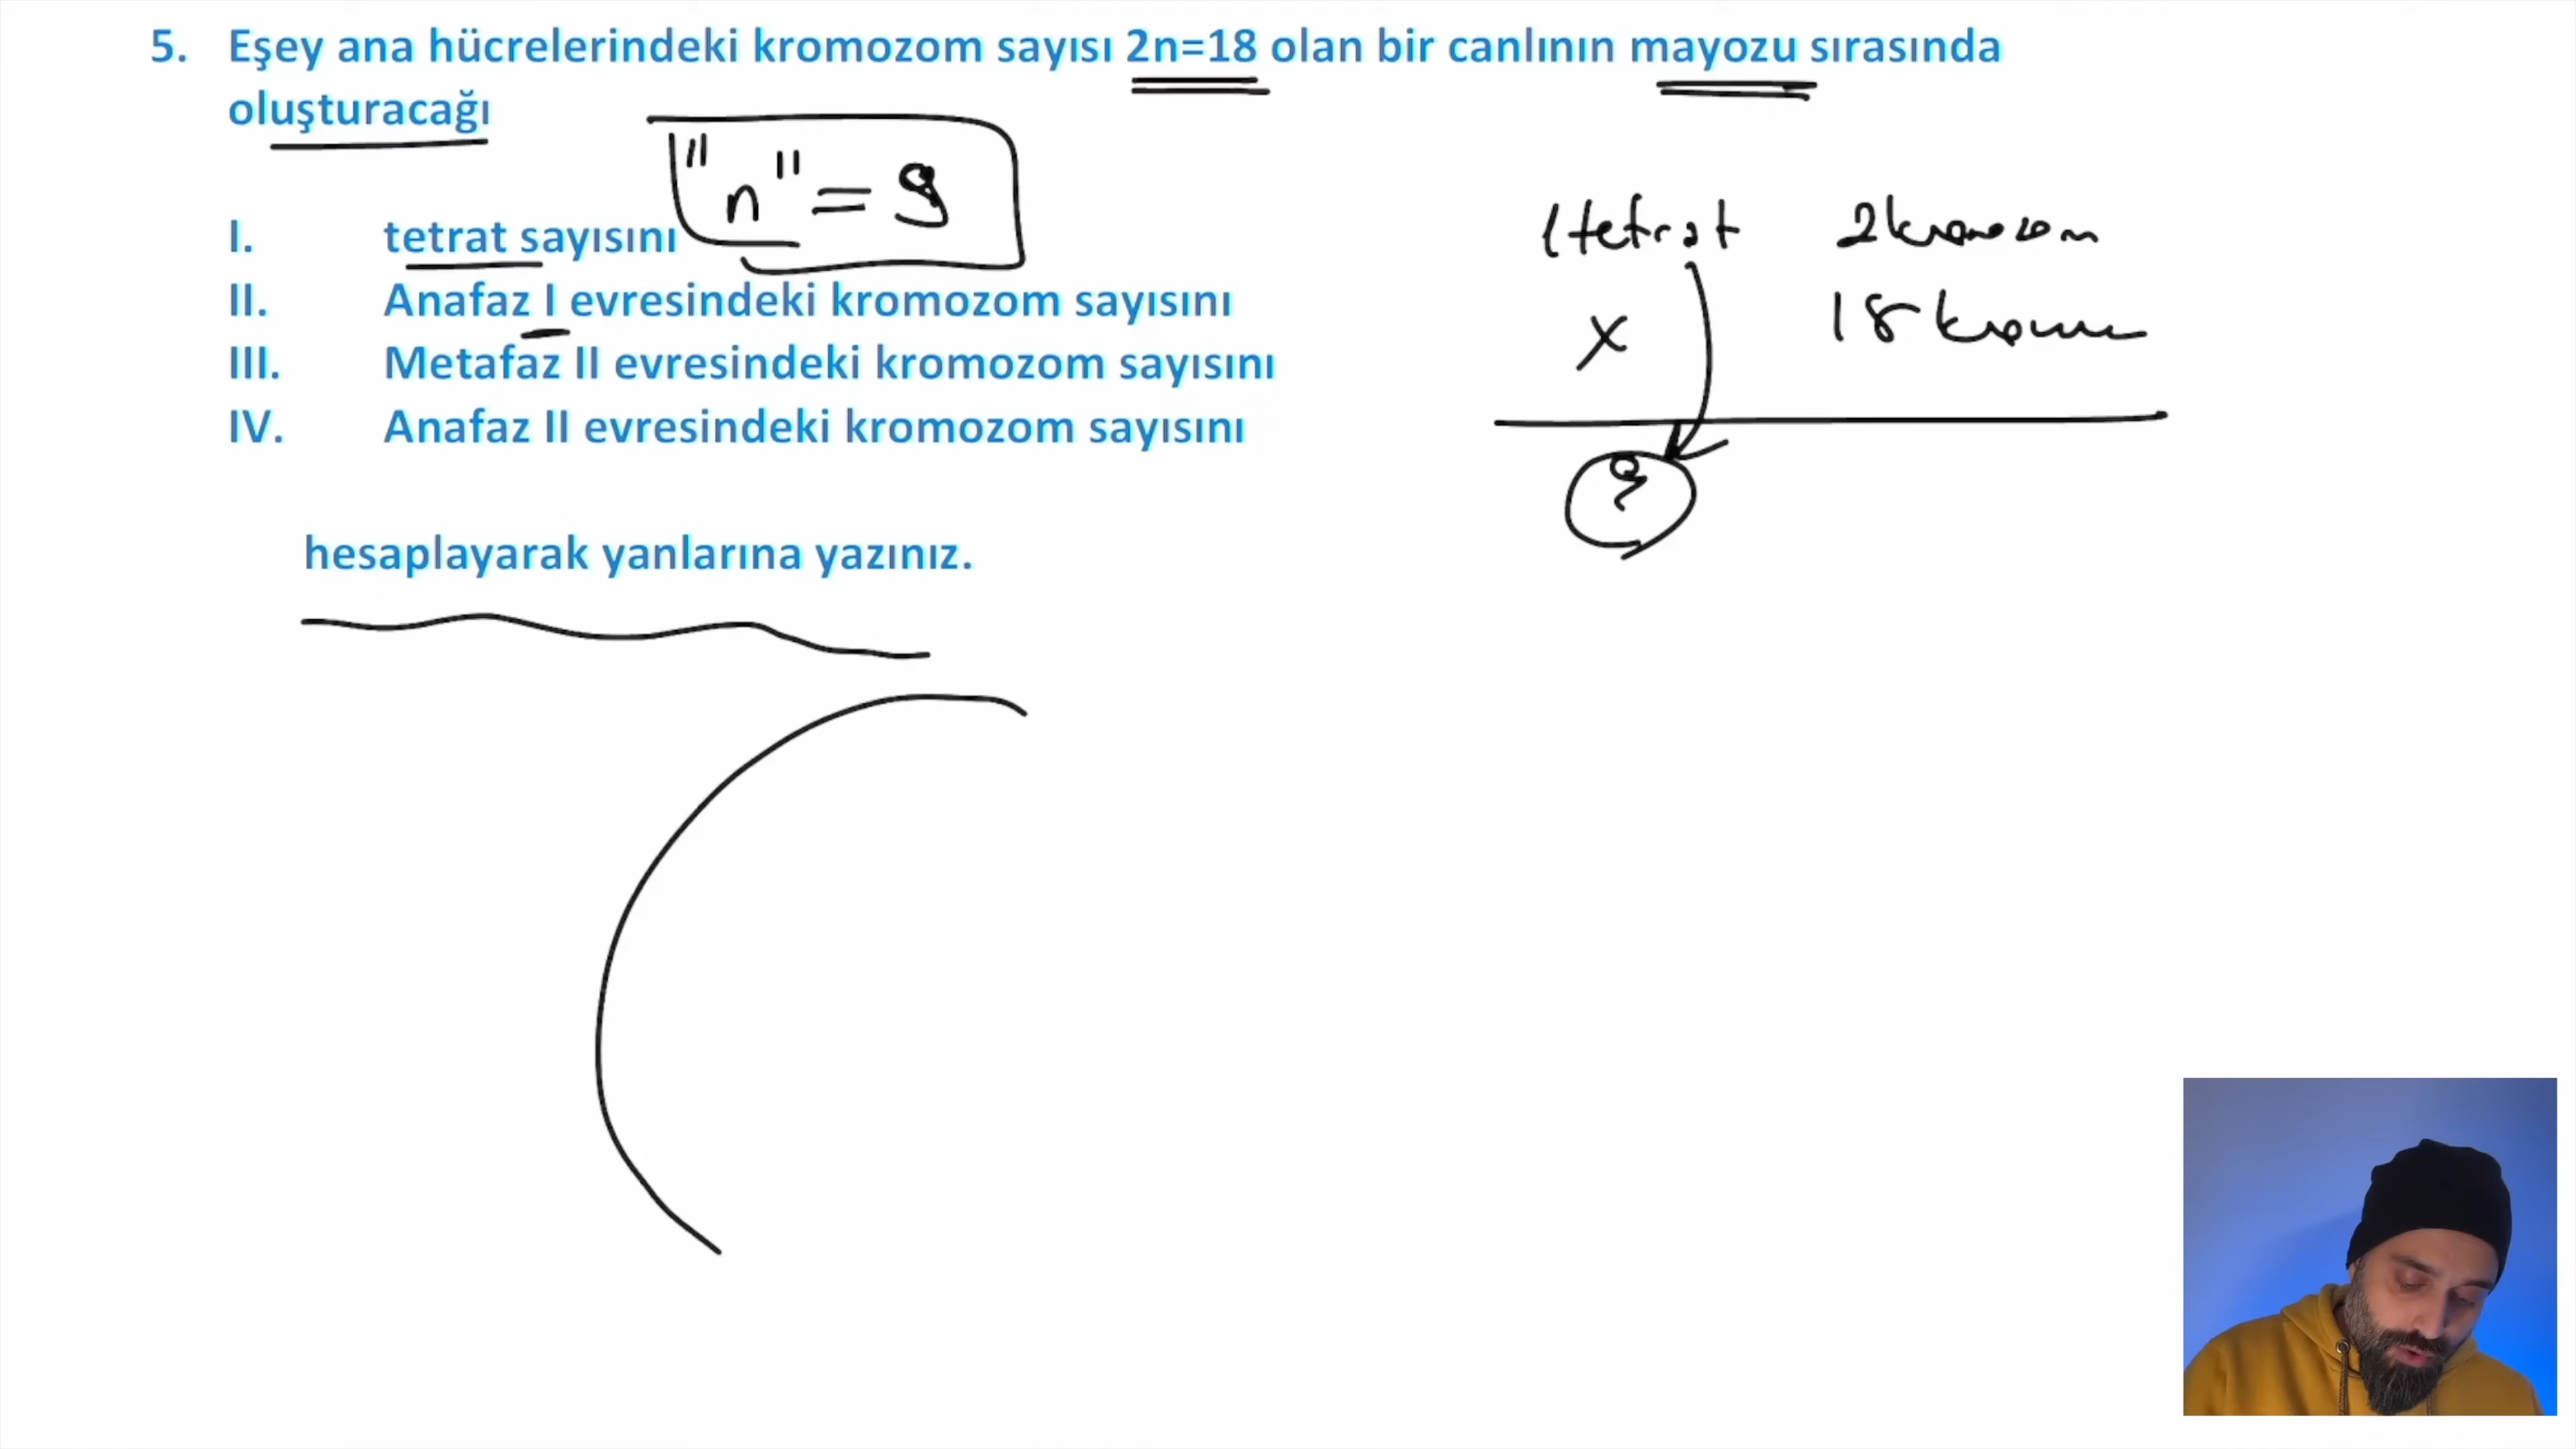 5. Eşey ana hücrelerindeki kromozom sayısı 2n=18 olan bir canlının mayozu sırasında
oluşturacağı
"n" = 9
I. tetrat sayısını
II. Anafaz I evresindeki kromozom sayısını
III. Metafaz II evresindeki kromozom sayısını
IV. Anafaz II evresindeki kromozom sayısını
hesaplayarak yanlarına yazınız.
1 tetrat 2 kromozom
x 18
9